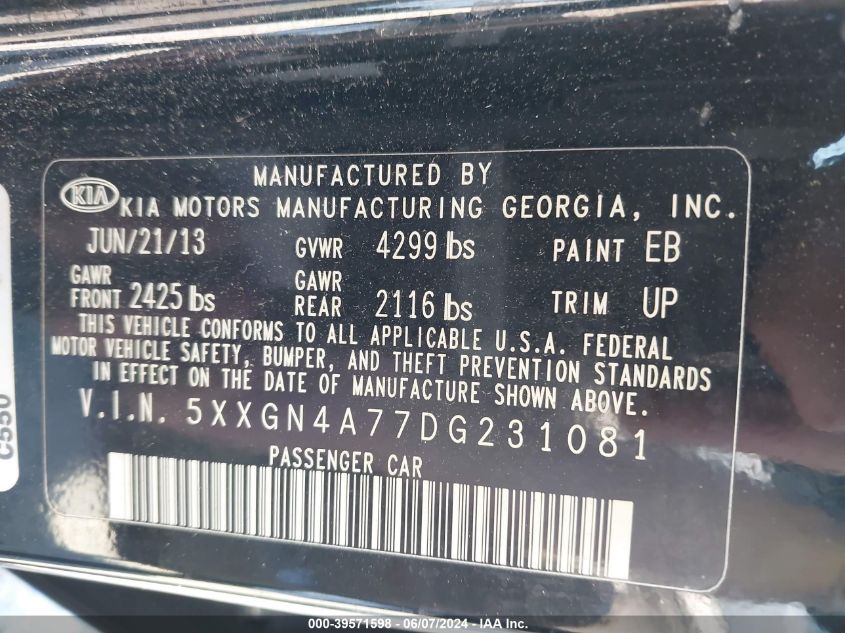 MANUFACTURED BY
KIA KIA MOTORS MANUFACTURING GEORGIA, INC.
JUN/21/13 GVWR 4299 lbs PAINT EB
GAWR FRONT 2425 lbs GAWR REAR 2116 lbs TRIM UP
THIS VEHICLE CONFORMS TO ALL APPLICABLE U.S.A. FEDERAL
MOTOR VEHICLE SAFETY, BUMPER, AND THEFT PREVENTION STANDARDS
IN EFFECT ON THE DATE OF MANUFACTURE SHOWN ABOVE.
V.I.N. 5XXGN4A77DG231081
PASSENGER CAR
C550
000-39571598 - 06/07/2024 - IAA Inc.